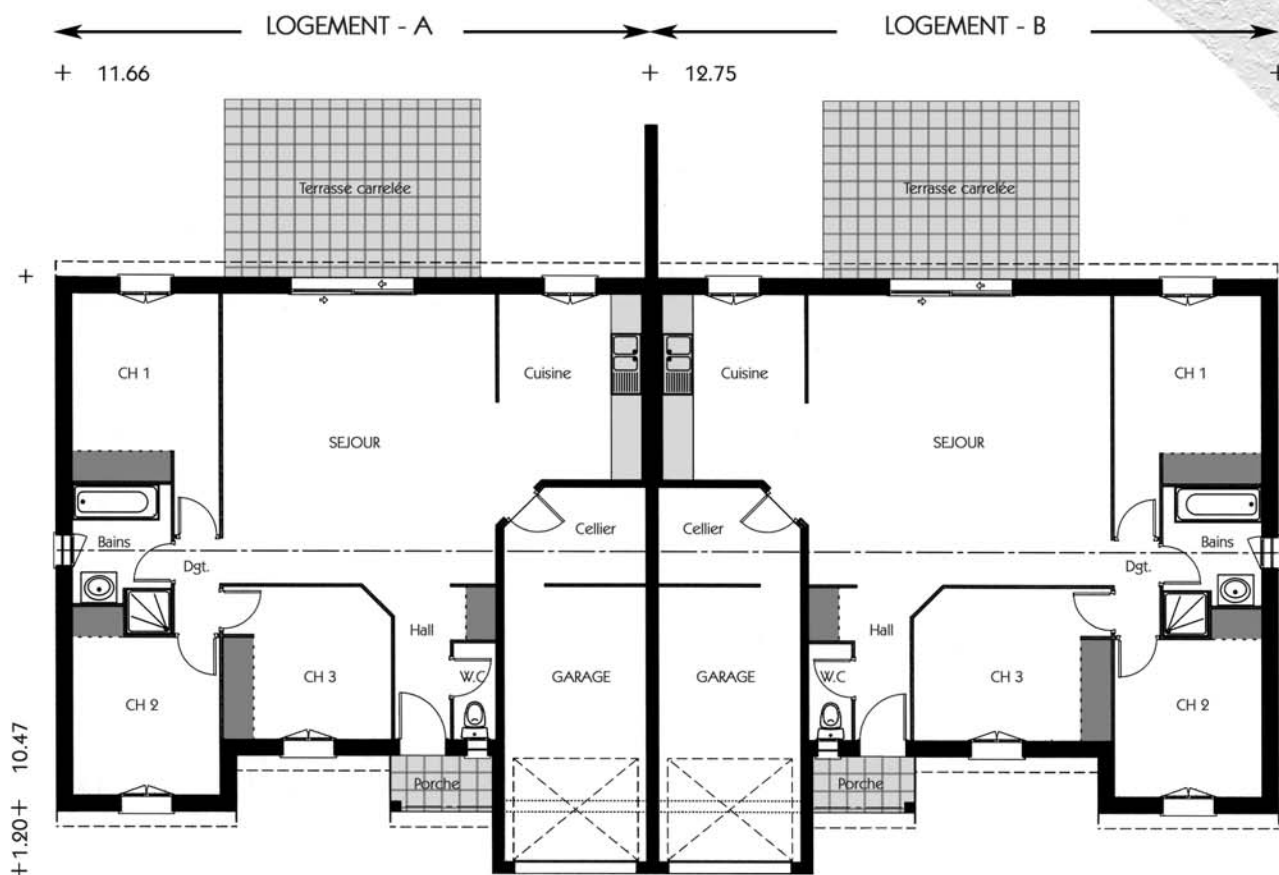 LOGEMENT - A
LOGEMENT - B
+ 11.66
+ 12.75
+
Terrasse carrelée
Terrasse carrelée
+
CH 1
Cuisine
Cuisine
CH 1
SEJOUR
SEJOUR
Cellier
Cellier
Bains
Bains
Dgt.
Dgt.
Hall
Hall
CH 3
W.C
GARAGE
GARAGE
W.C
CH 3
CH 2
CH 2
Porche
Porche
+1.20+ 10.47